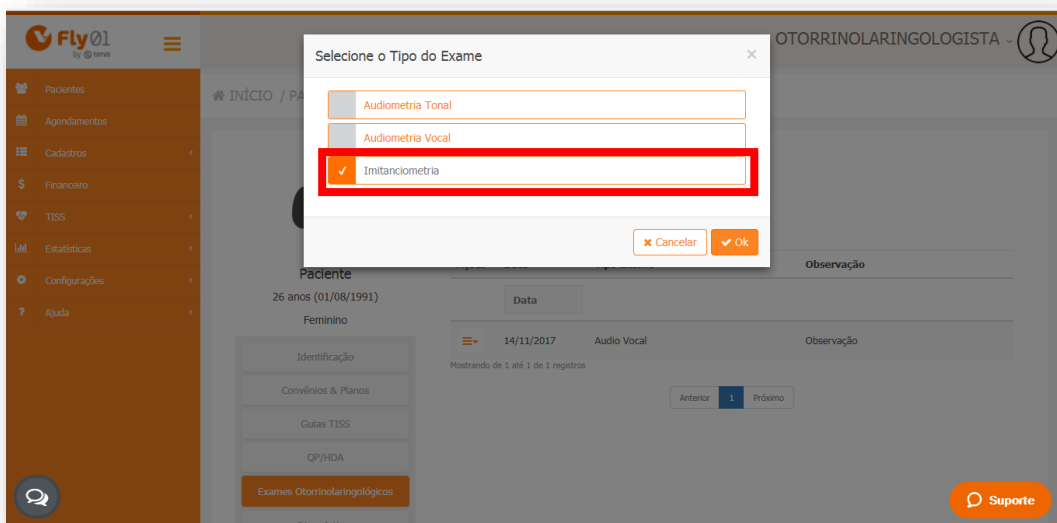 Fly01
by news
OTORRINOLARINGOLOGISTA
Selecione o Tipo do Exame
×
Audiometria Tonal
Audiometria Vocal
Imitanciometria
Cancelar
Ok
INÍCIO / PA
Pacientes
Agendamentos
Cadastros
Financeiro
TISS
Estatísticas
Configurações
Ajuda
Paciente
26 anos (01/08/1991)
Feminino
Identificação
Convênios & Planos
Guias TISS
QP/HDA
Exames Otorrinolaringológicos
Observação
Data
14/11/2017 Audio Vocal Observação
Mostrando de 1 até 1 de 1 registros
Anterior 1 Próximo
Suporte